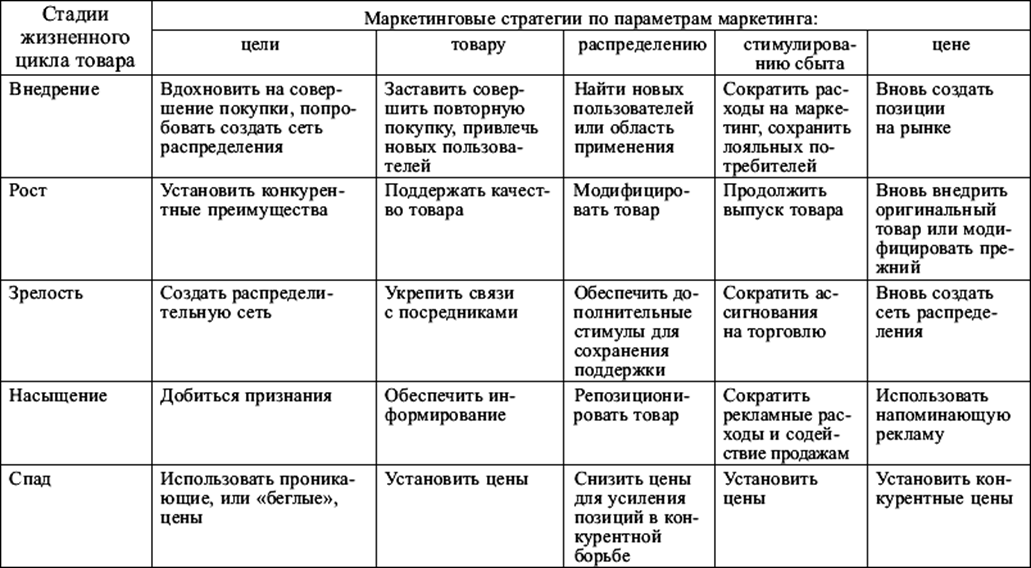 Стадии
жизненного
цикла товара
Маркетинговые стратегии по параметрам маркетинга:
цели
товару
распределению
стимулирова-
нию сбыта
цене
Внедрение
Вдохновить на совер-
шение покупки, попро-
бовать создать сеть
распределения
Заставить совер-
шить повторную
покупку, привлечь
новых пользова-
телей
Найти новых
пользователей
или область
применения
Сократить рас-
ходы на марке-
тинг, сохранить
лояльных по-
требителей
Вновь создать
позиции
на рынке
Рост
Установить конкурен-
тные преимущества
Поддержать качест-
во товара
Модифициро-
вать товар
Продолжить
выпуск товара
Вновь внедрить
оригинальный
товар или моди-
фицировать пре-
жний
Зрелость
Создать распредели-
тельную сеть
Укрепить связи
с посредниками
Обеспечить до-
полнительные
стимулы для
сохранения
поддержки
Сократить ас-
сигнования
на торговлю
Вновь создать
сеть распреде-
ления
Насыщение
Добиться признания
Обеспечить ин-
формирование
Репозициони-
ровать товар
Сократить
рекламные рас-
ходы и содей-
ствие продажам
Использовать
напоминающую
рекламу
Спад
Использовать проника-
ющие, или «беглые»,
цены
Установить цены
Снизить цены
для усиления
позиций в кон-
курентной
борьбе
Установить
цены
Установить кон-
курентные цены